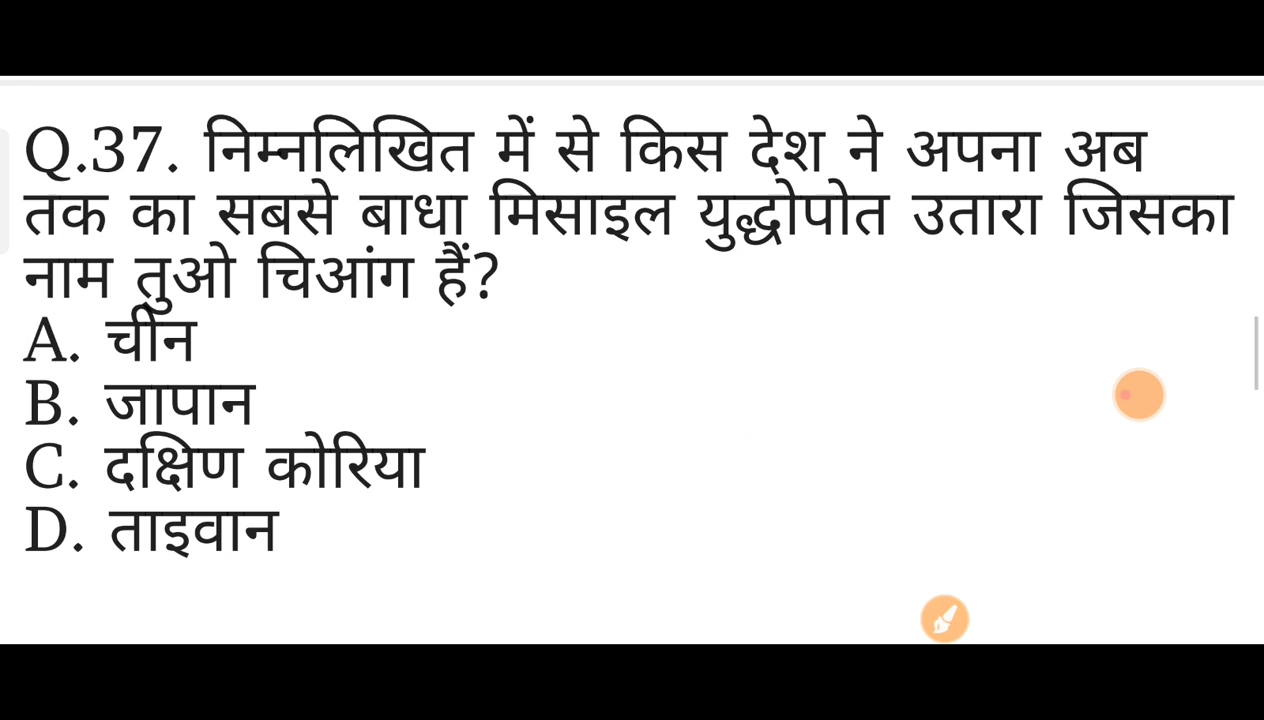 Q.37. निम्नलिखित में से किस देश ने अपना अब
तक का सबसे बाधा मिसाइल युद्धोपोत उतारा जिसका
नाम तुओ चिआंग हैं?
A. चीन
B. जापान
C. दक्षिण कोरिया
D. ताइवान